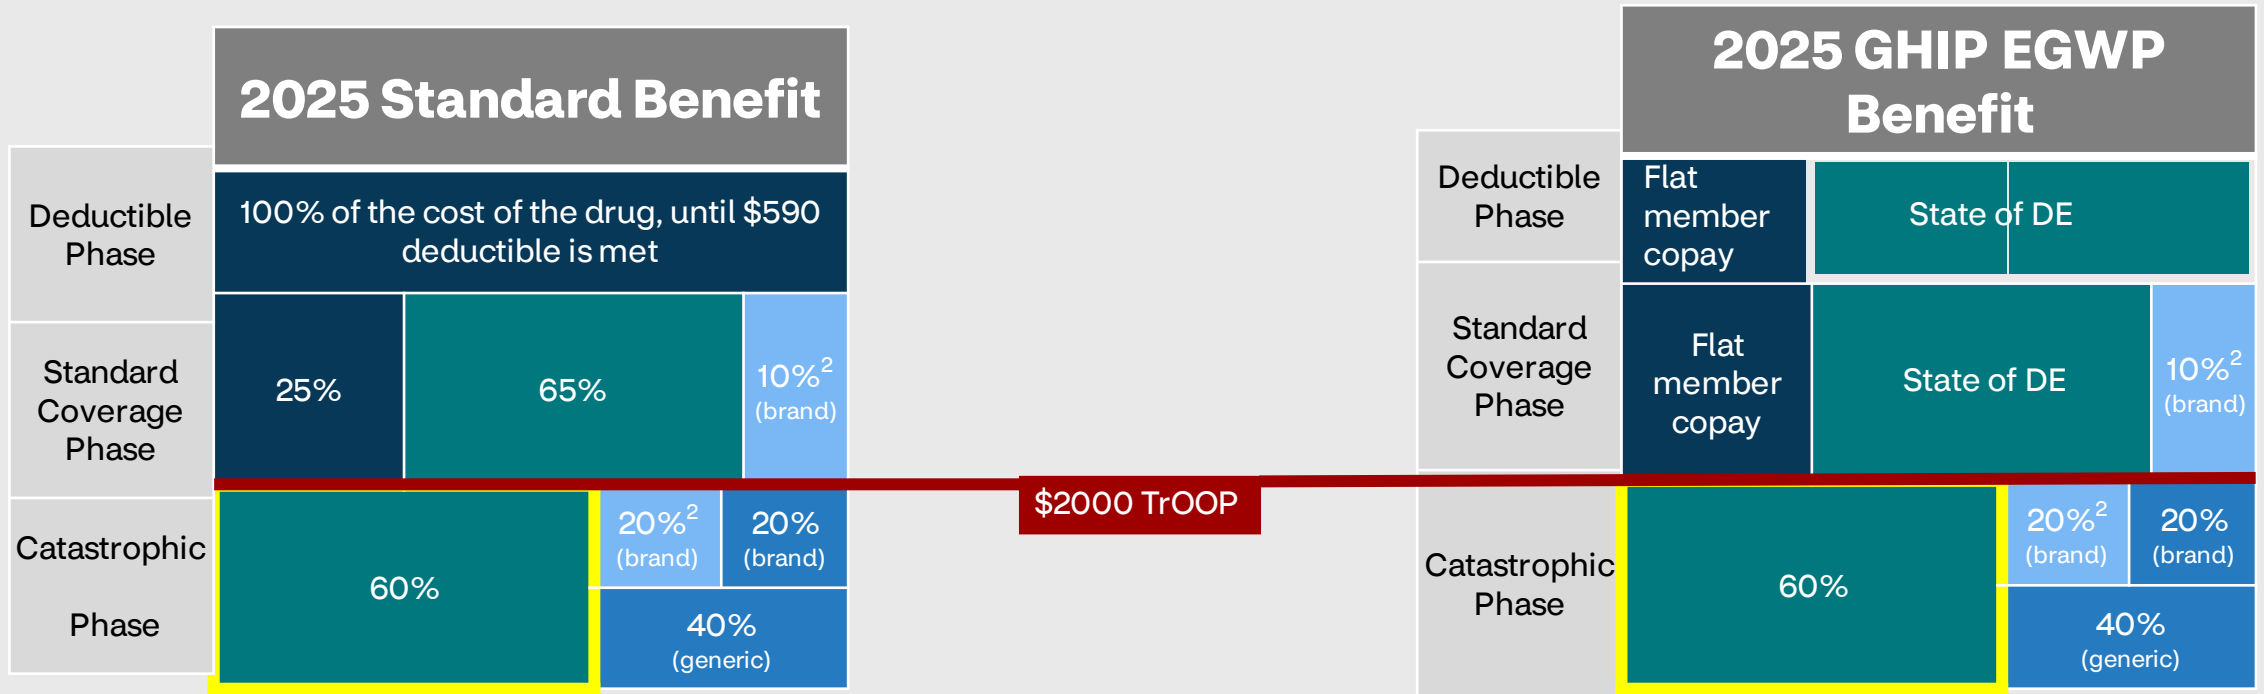 2025 Standard Benefit
Deductible
Phase
100% of the cost of the drug, until $590
deductible is met
Standard
Coverage
Phase
25%
65%
10%²
(brand)
Catastrophic
Phase
60%
20%²
(brand)
20%
(brand)
40%
(generic)
$2000 TrOOP
2025 GHIP EGWP
Benefit
Deductible
Phase
Flat
member
copay
State of DE
Standard
Coverage
Phase
Flat
member
copay
State of DE
10%²
(brand)
Catastrophic
Phase
60%
20%²
(brand)
20%
(brand)
40%
(generic)